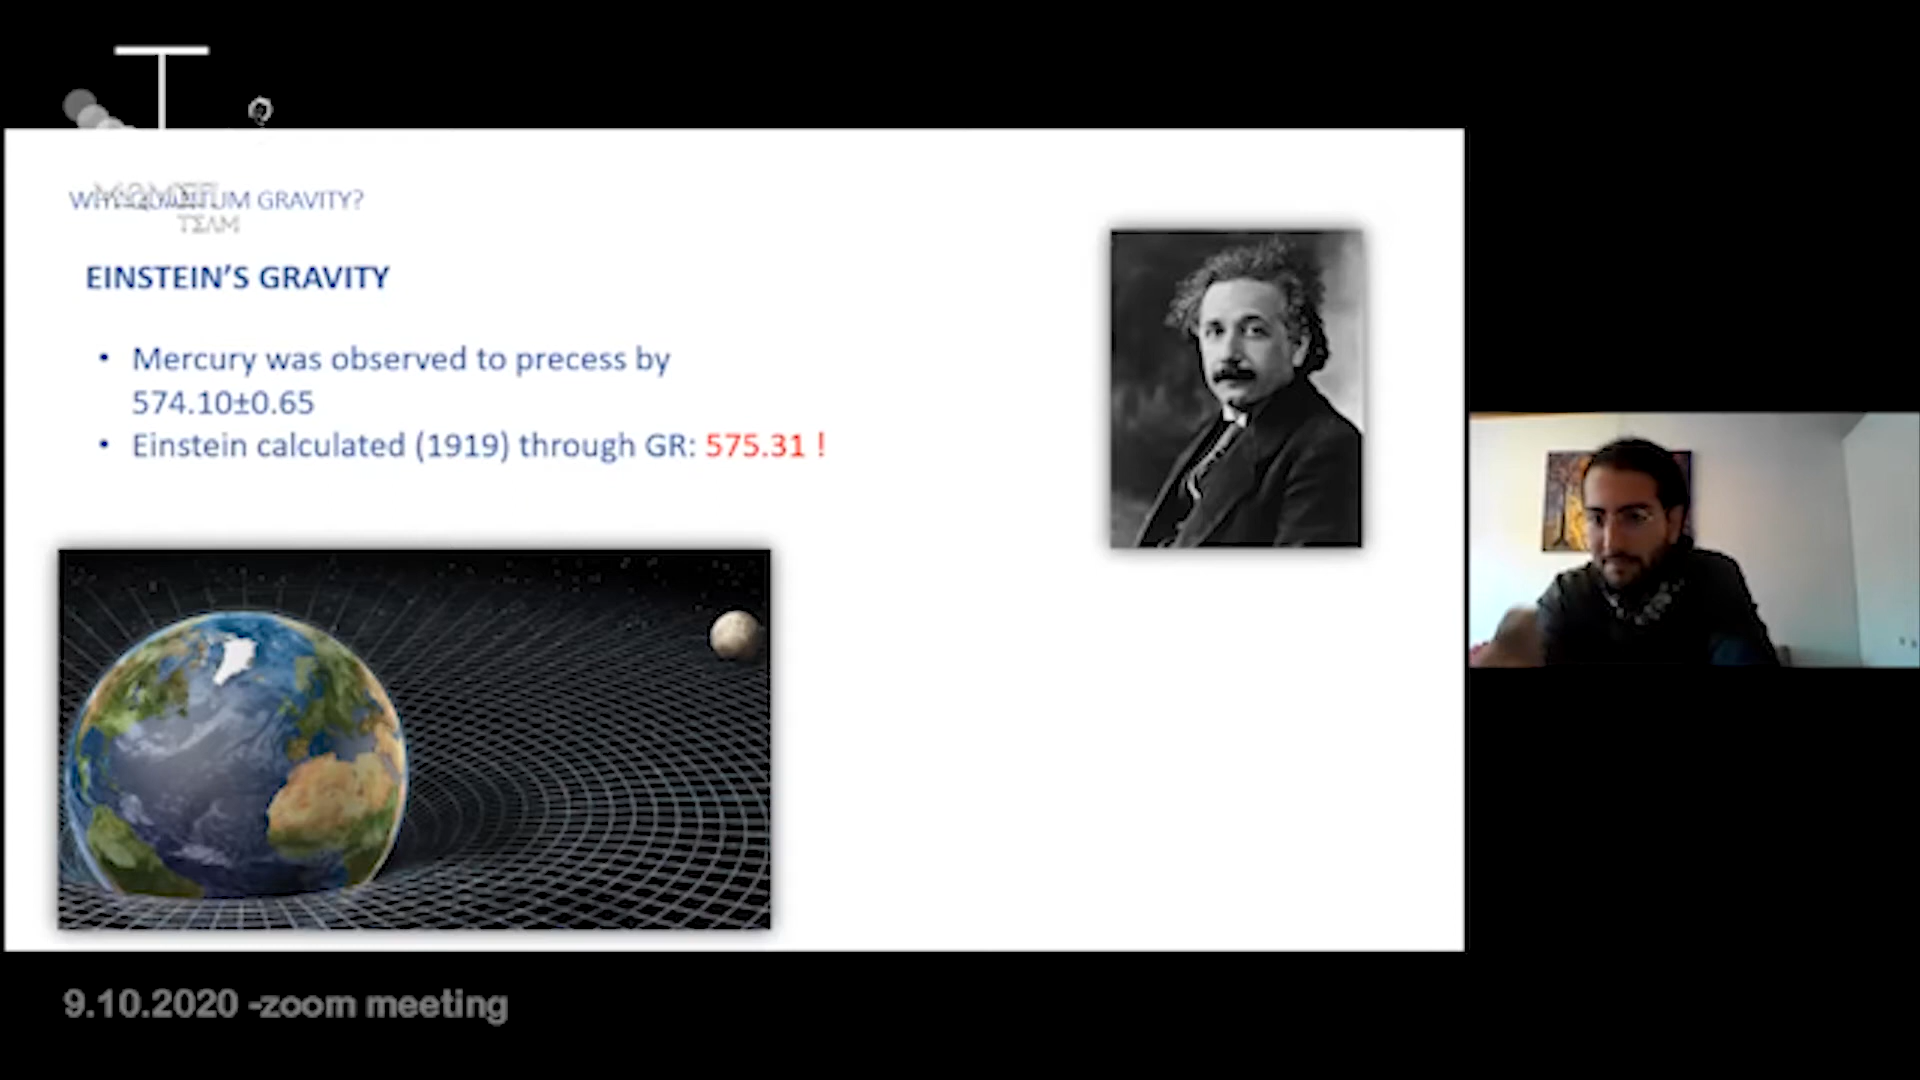 WHY QUANTUM GRAVITY?
TΣΛM
EINSTEIN'S GRAVITY
• Mercury was observed to precess by
574.10±0.65
• Einstein calculated (1919) through GR: 575.31 !
9.10.2020 -zoom meeting